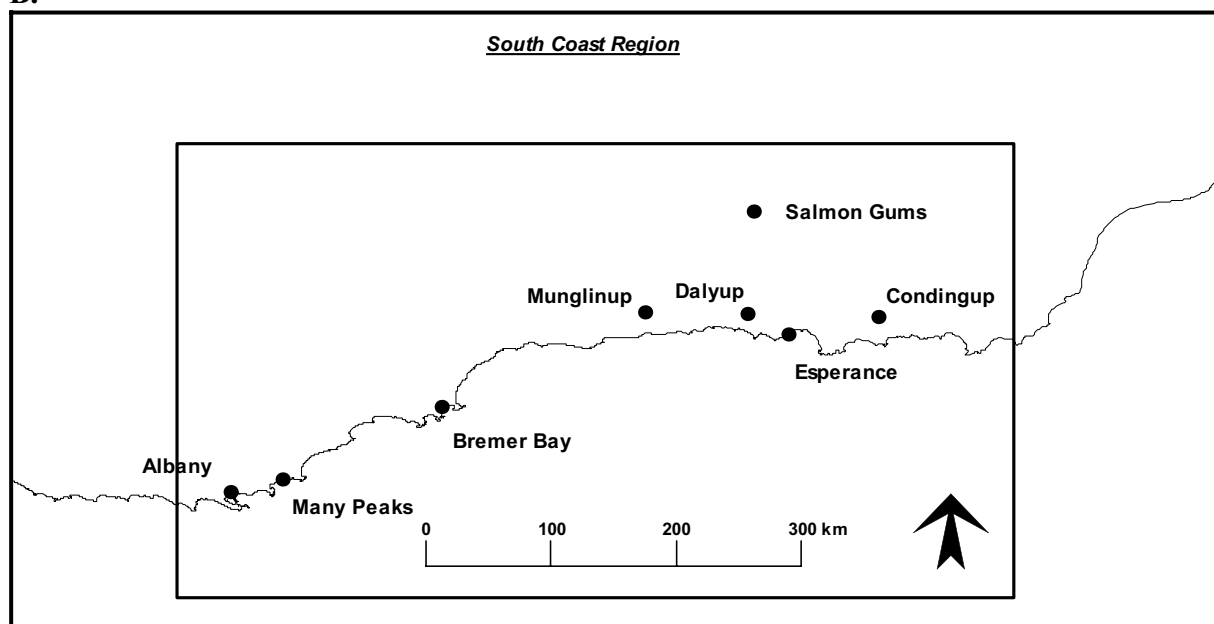 B.
South Coast Region
Salmon Gums
Munglinup
Dalyup
Condingup
Esperance
Bremer Bay
Albany
Many Peaks
0 100 200 300 km